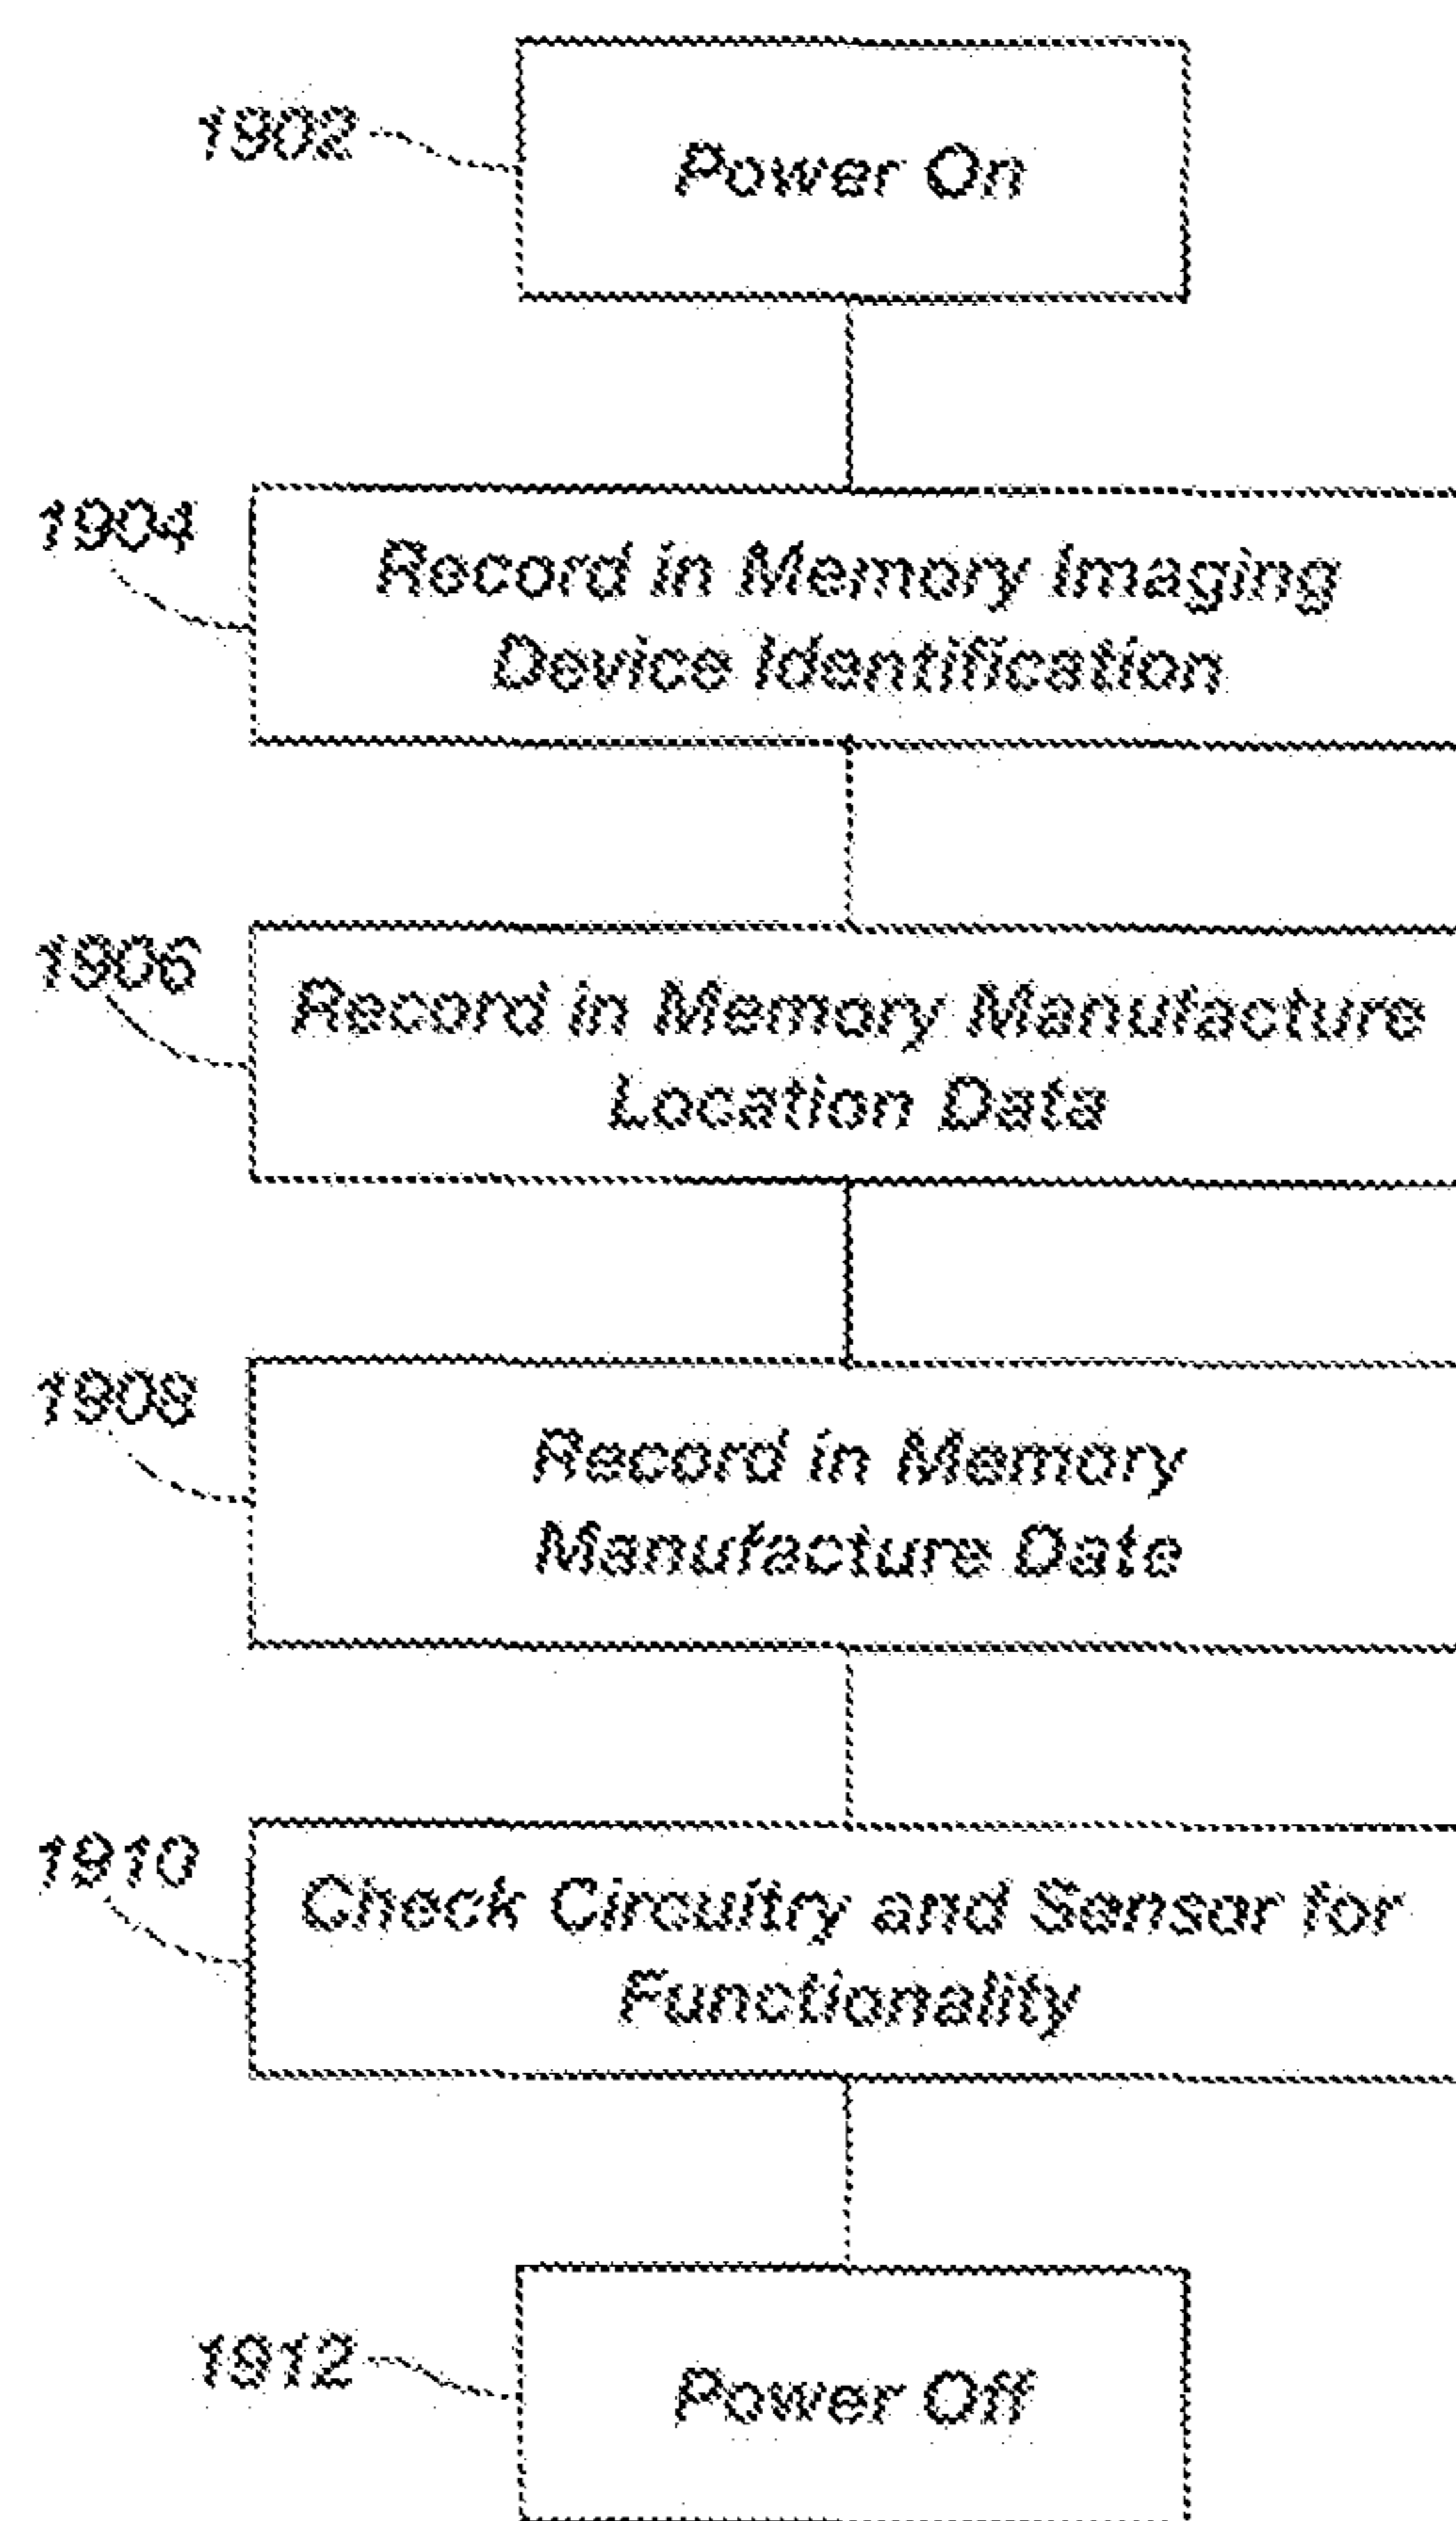 1902
Power On
1904
Record in Memory Imaging
Device Identification
1906
Record in Memory Manufacture
Location Data
1908
Record in Memory
Manufacture Date
1910
Check Circuitry and Sensor for
Functionality
1912
Power Off